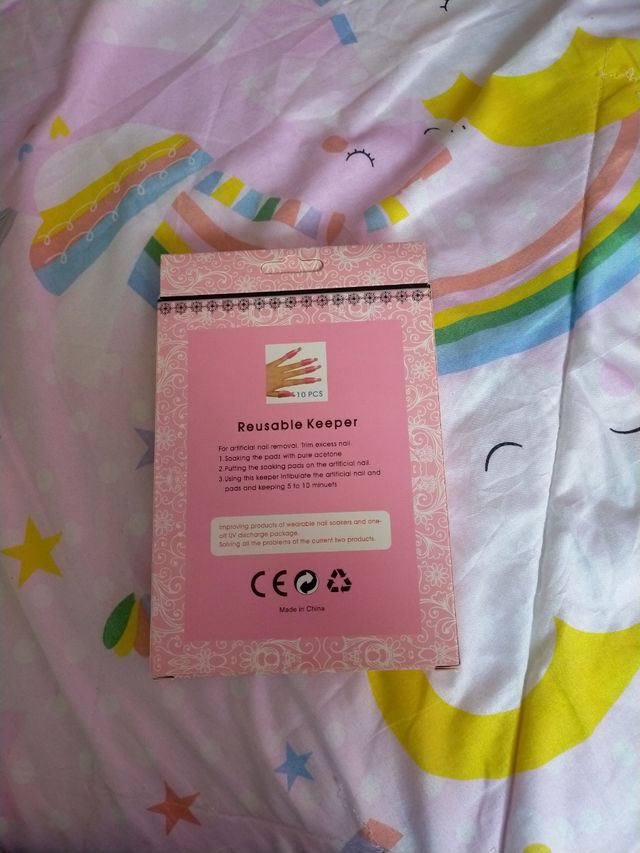 10 PCS
Reusable Keeper
For artificial nail removal. Trim excess nail.
1.Soaking the pads with pure acetone
2.Putting the soaking pads on the artificial nail.
3.Using this keeper intibulate the artificial nail and
pads and keeping 5 to 10 minuets
Improving products of wearable nail soakers and one-
off UV discharge package.
Solving all the problems of the current two products.
CE
Made in China